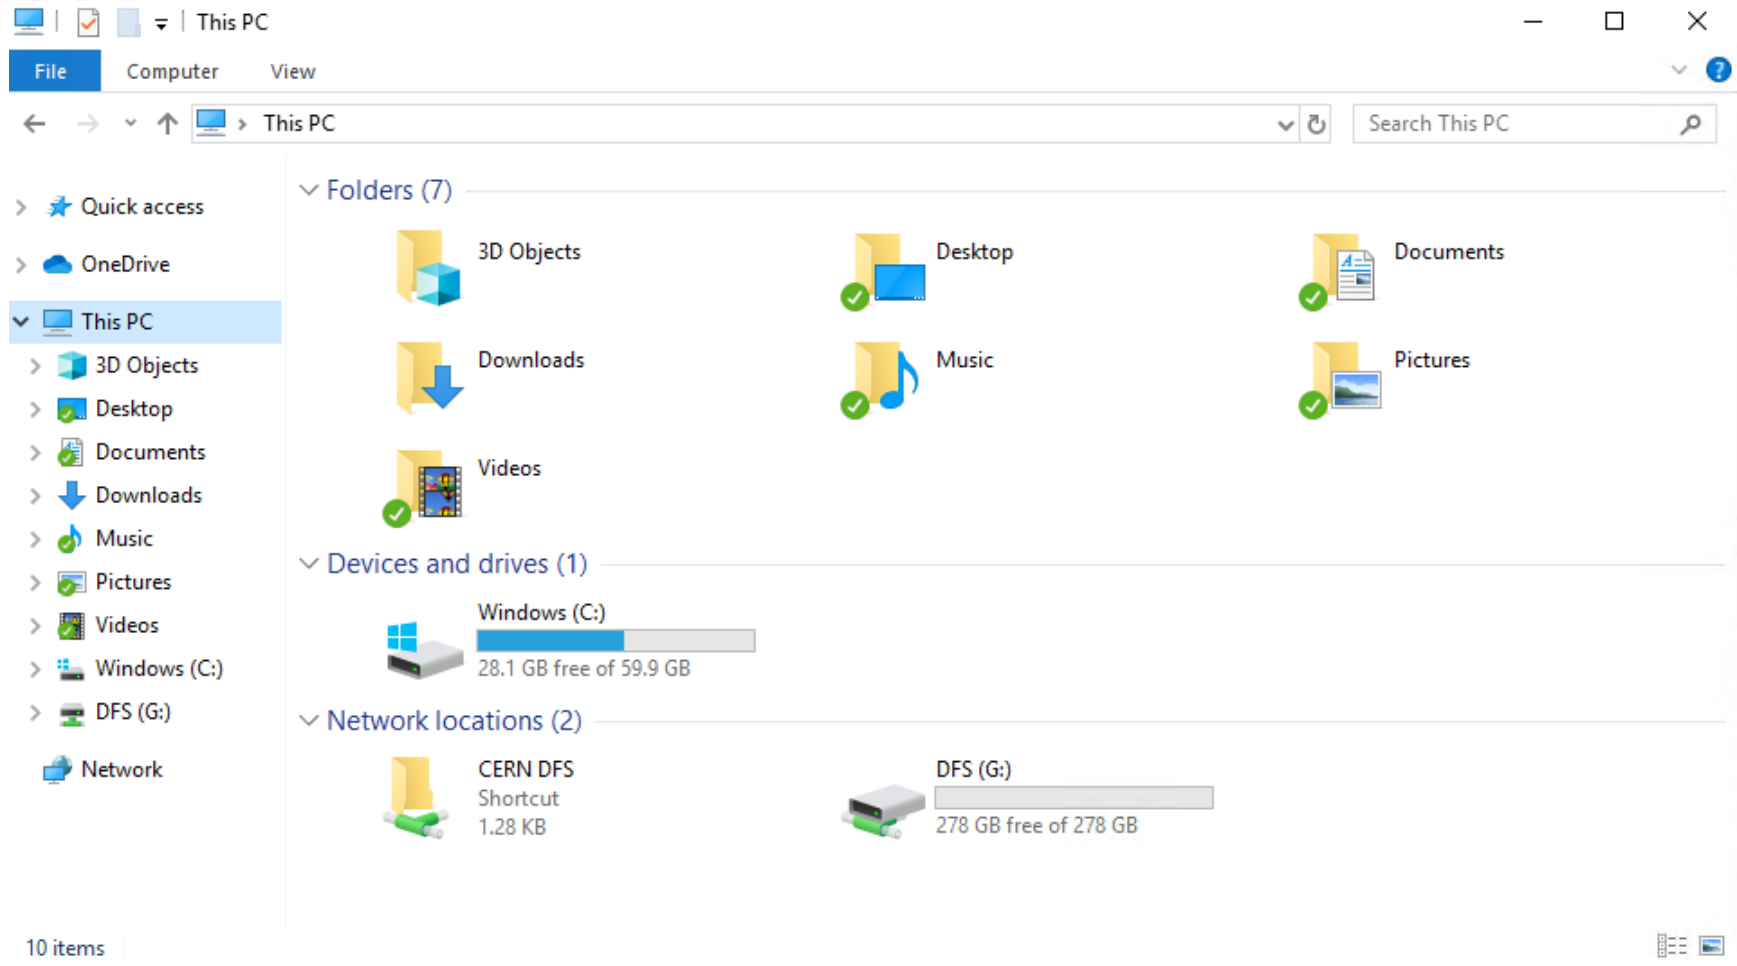 This PC
File Computer View
This PC
Search This PC
Quick access
OneDrive
This PC
3D Objects
Desktop
Documents
Downloads
Music
Pictures
Videos
Windows (C:)
DFS (G:)
Network
Folders (7)
3D Objects
Desktop
Documents
Downloads
Music
Pictures
Videos
Devices and drives (1)
Windows (C:)
28.1 GB free of 59.9 GB
Network locations (2)
CERN DFS
Shortcut
1.28 KB
DFS (G:)
278 GB free of 278 GB
10 items